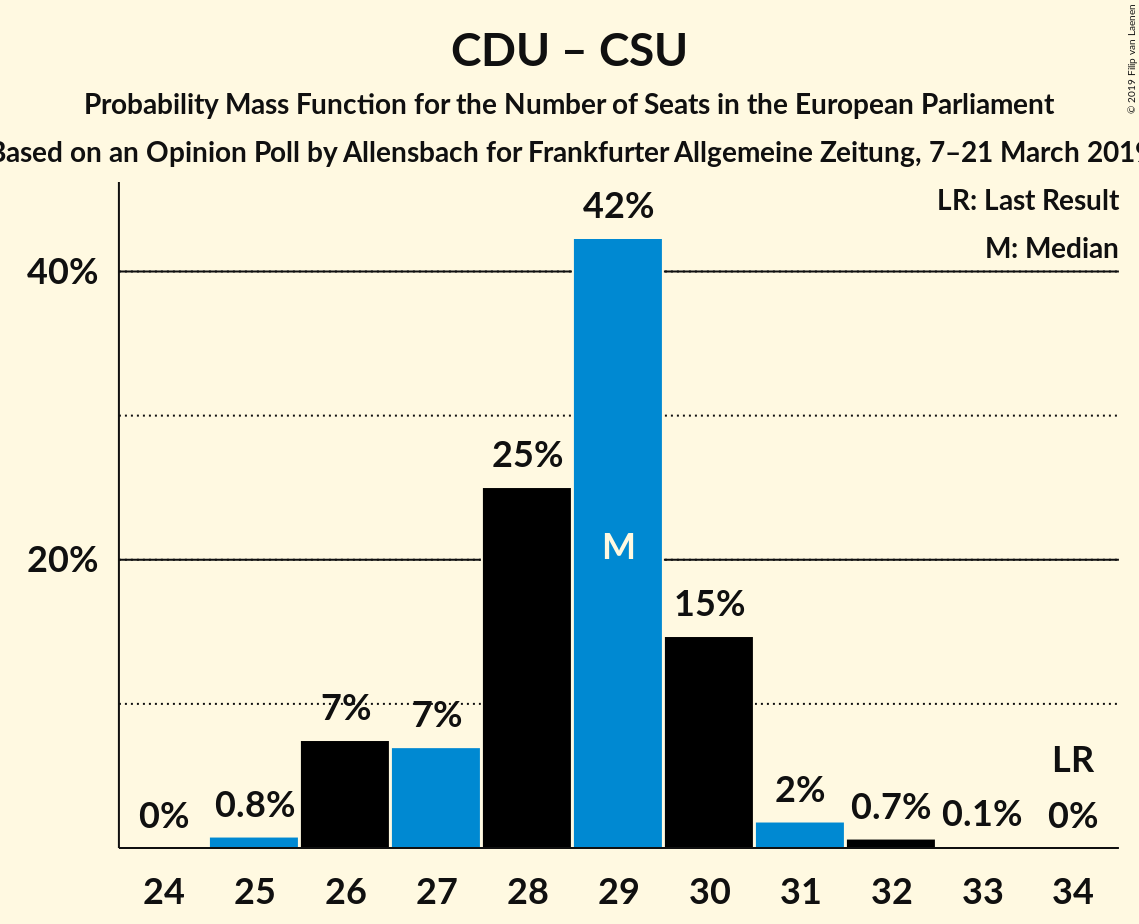 CDU – CSU
Probability Mass Function for the Number of Seats in the European Parliament
Based on an Opinion Poll by Allensbach for Frankfurter Allgemeine Zeitung, 7–21 March 2019
© 2019 Filip van Laenen
LR: Last Result
M: Median
42%
40%
25%
M
20%
15%
7%
7%
LR
2%
0.8%
0.7%
0.1%
0%
0%
24 25 26 27 28 29 30 31 32 33 34